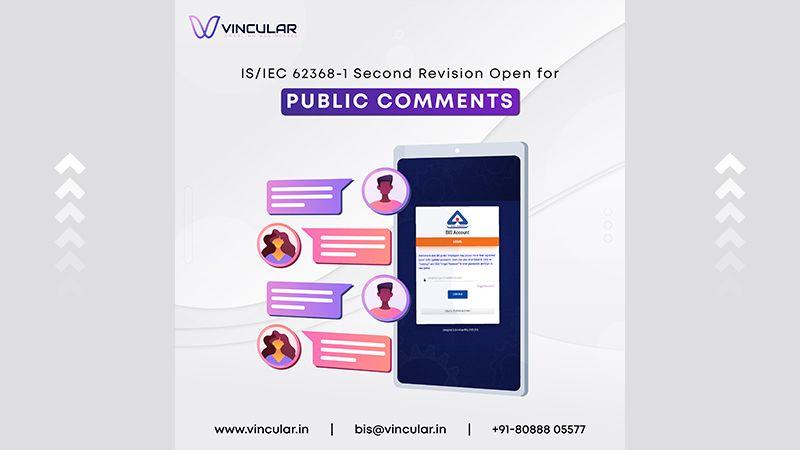 VINCULAR
IS/IEC 62368-1 Second Revision Open for
PUBLIC COMMENTS
BIS Account
www.vincular.in | bis@vincular.in | +91-80888 05577